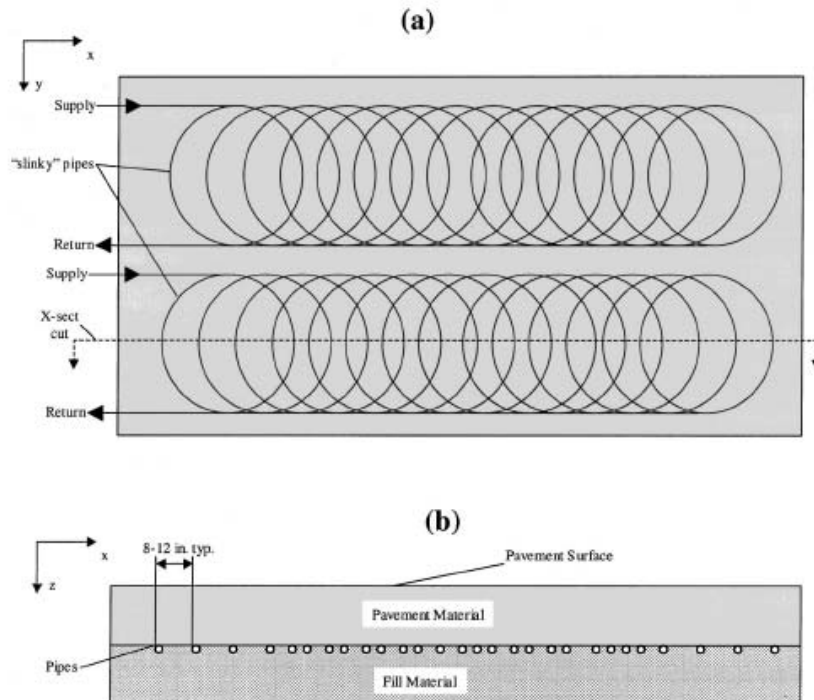 (a)
x
y
Supply
"slinky" pipes
Return
Supply
X-sect
cut
Return
(b)
x
z
8-12 in. typ.
Pavement Surface
Pavement Material
Pipes
Fill Material